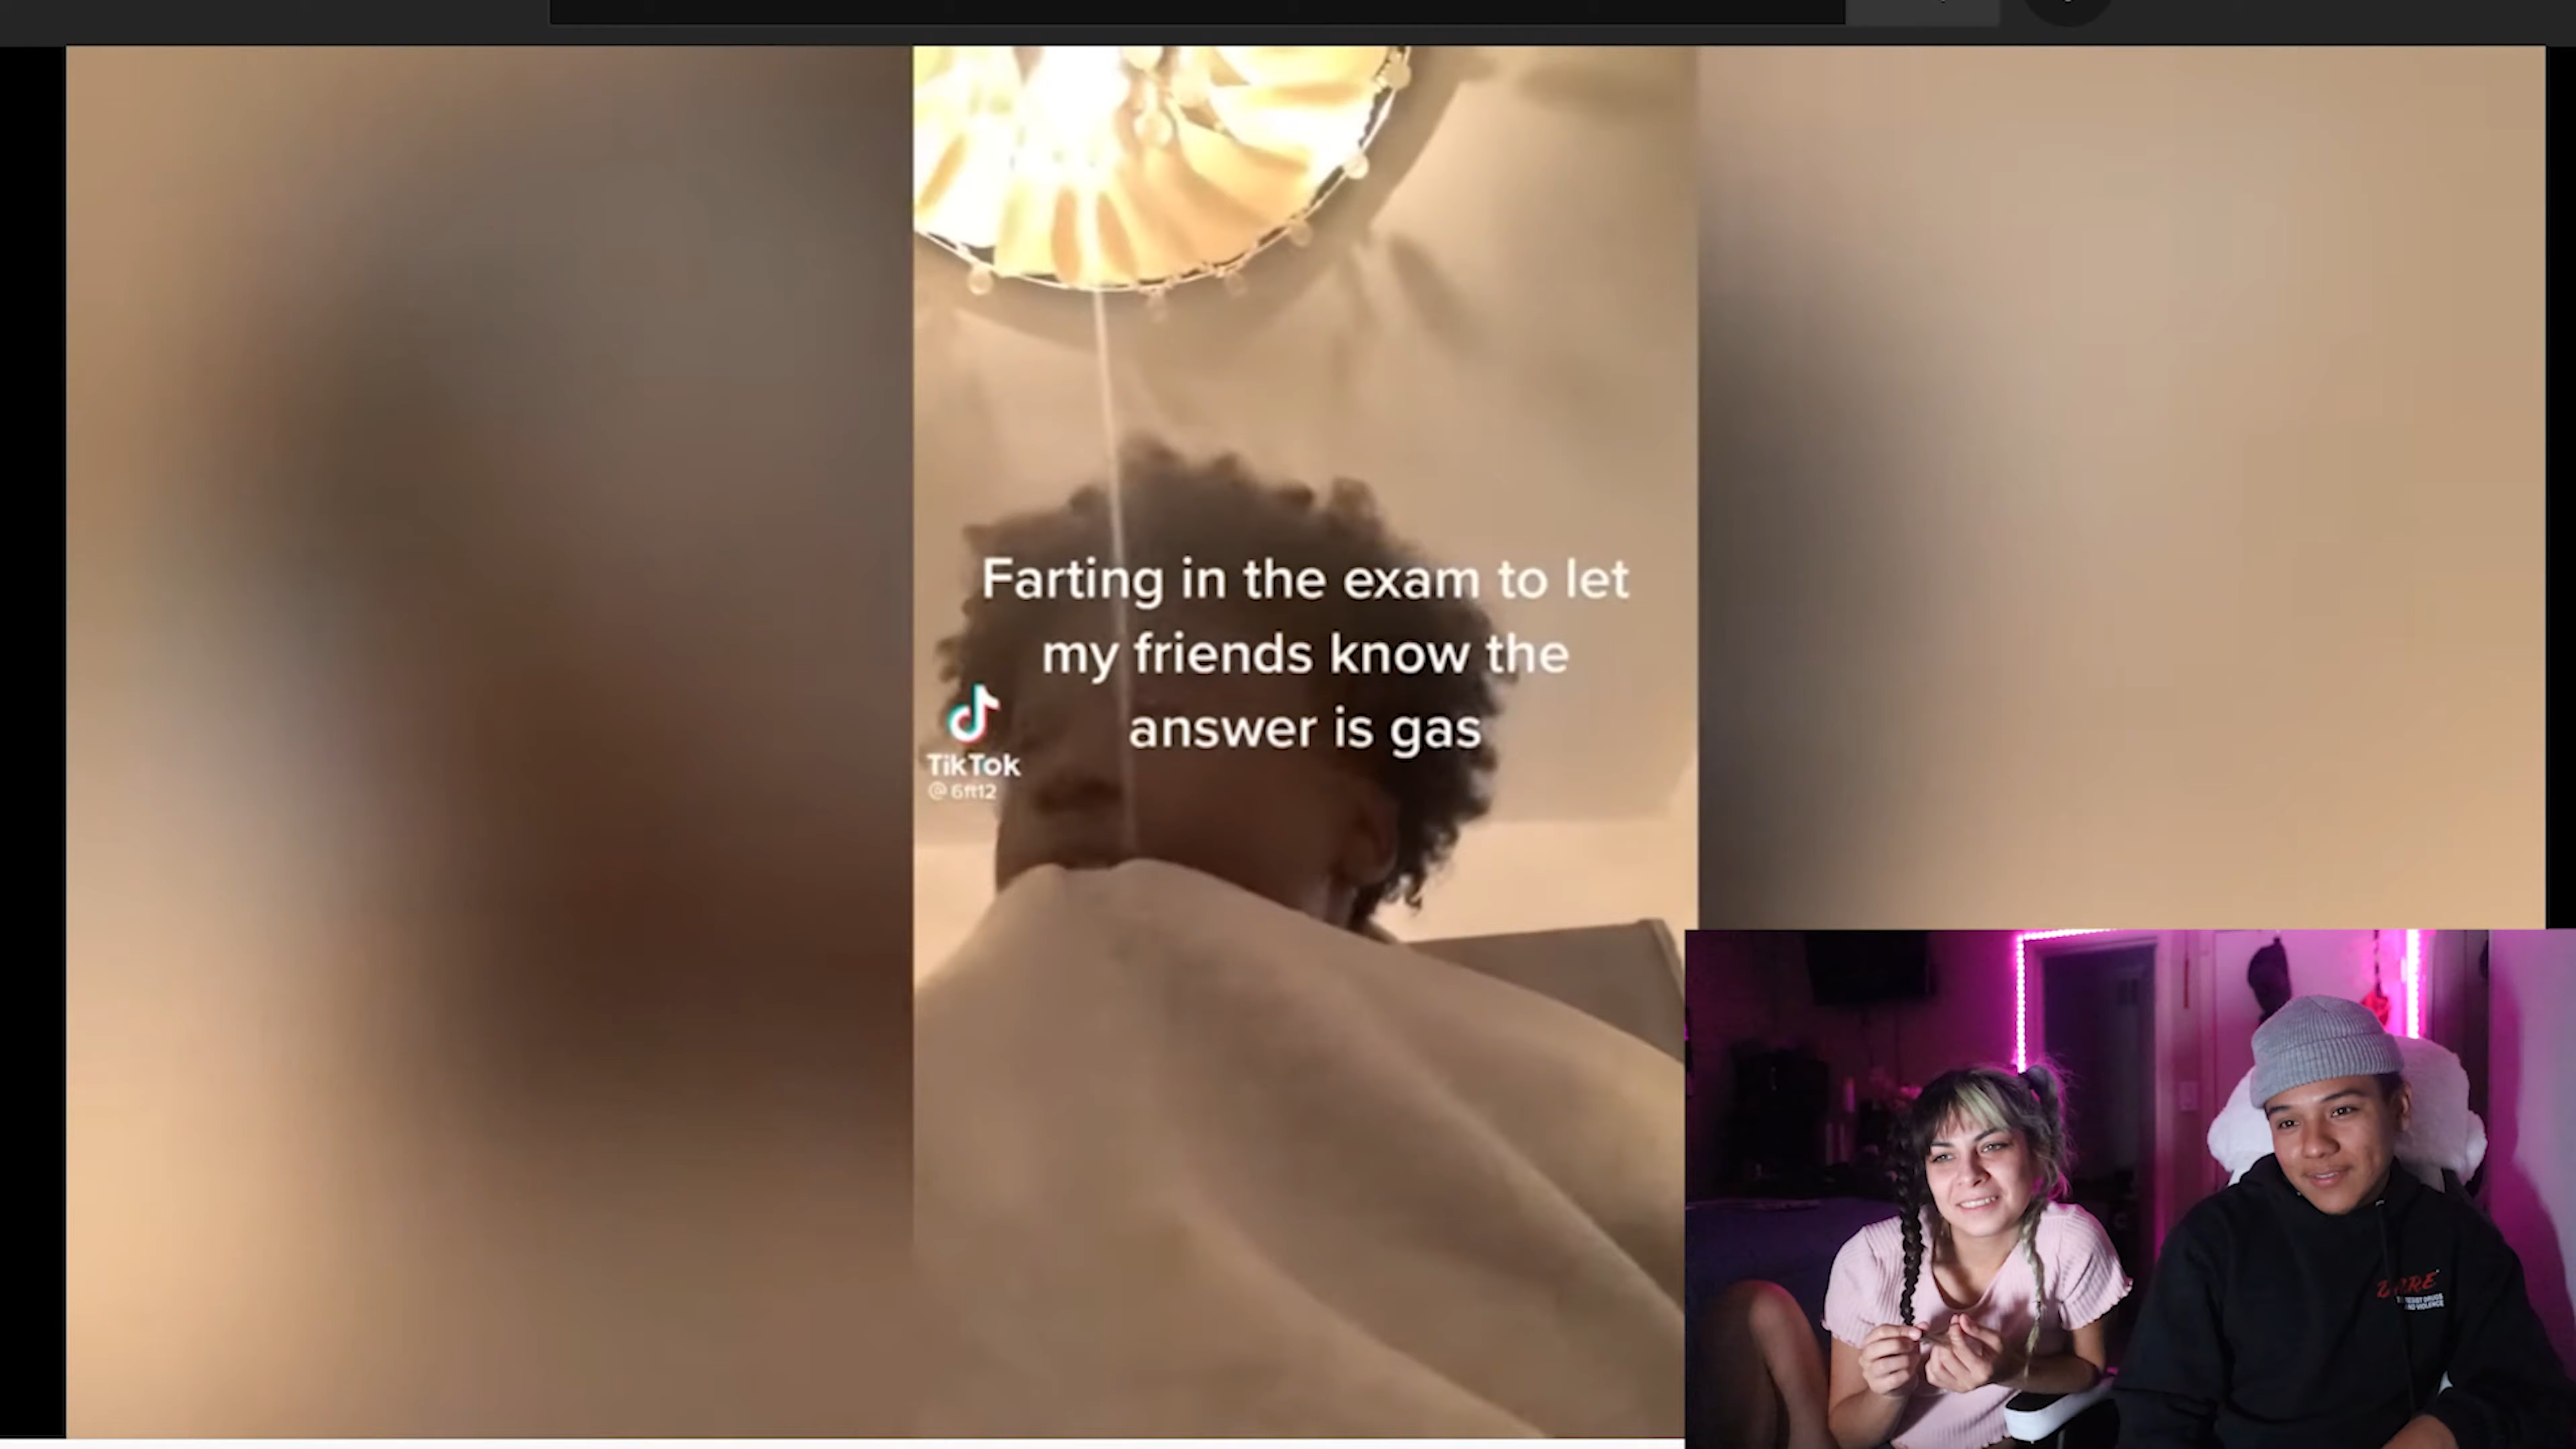 Farting in the exam to let
my friends know the
answer is gas
TikTok
@6ft12